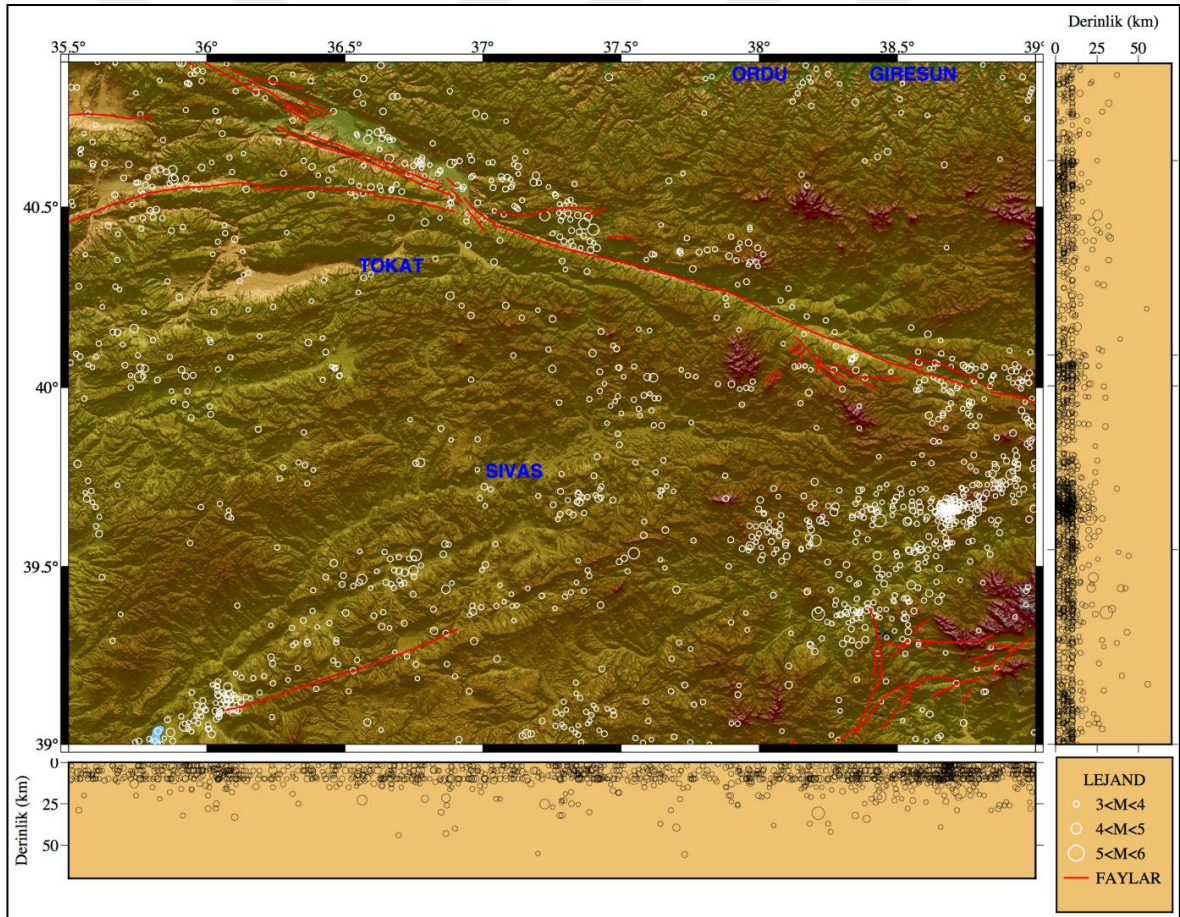 Derinlik (km)
35.5 36° 36.5 37° 37.5 38° 38.5 39°
0 25 50
ORDU GIRESUN
40.5°
TOKAT
40°
SIVAS
39.5°
39°
Derinlik (km)
0
25
50
LEJAND
3<M<4
4<M<5
5<M<6
FAYLAR